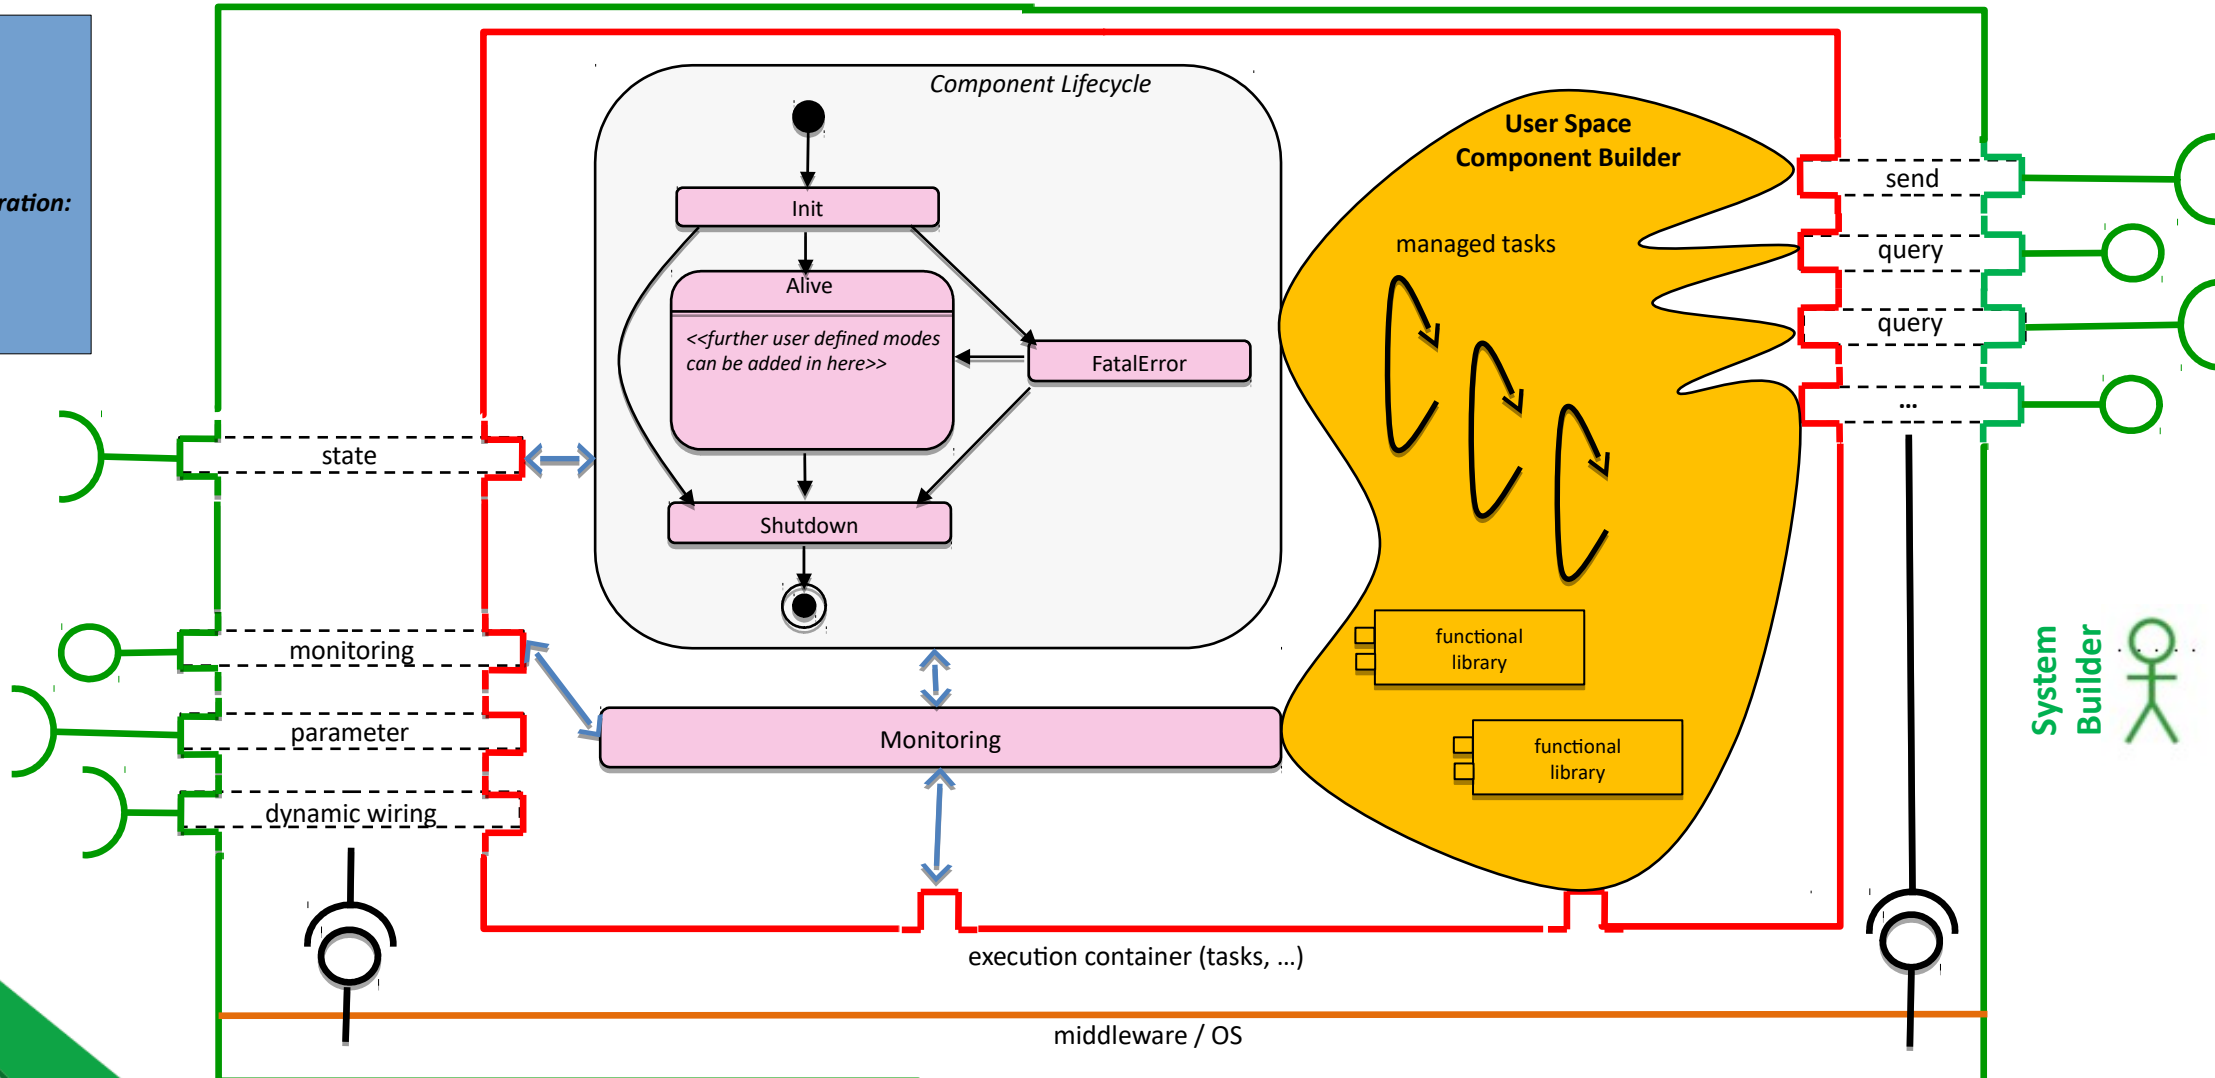 ration:
Component Lifecycle
Init
Alive
<<further user defined modes
can be added in here>>
FatalError
Shutdown
Monitoring
User Space
Component Builder
managed tasks
functional
library
functional
library
state
monitoring
parameter
dynamic wiring
send
query
query
...
System
Builder
execution container (tasks, ...)
middleware / OS